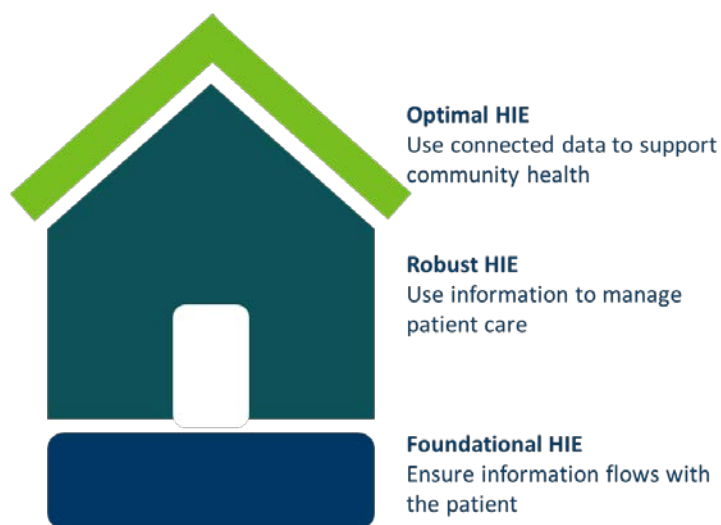 Optimal HIE
Use connected data to support
community health
Robust HIE
Use information to manage
patient care
Foundational HIE
Ensure information flows with
the patient